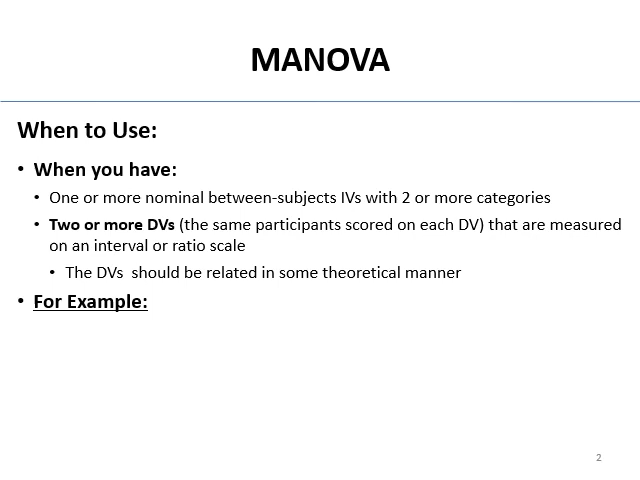 MANOVA
When to Use:
• When you have:
• One or more nominal between-subjects IVs with 2 or more categories
• Two or more DVs (the same participants scored on each DV) that are measured
on an interval or ratio scale
• The DVs  should be related in some theoretical manner
• For Example:
2